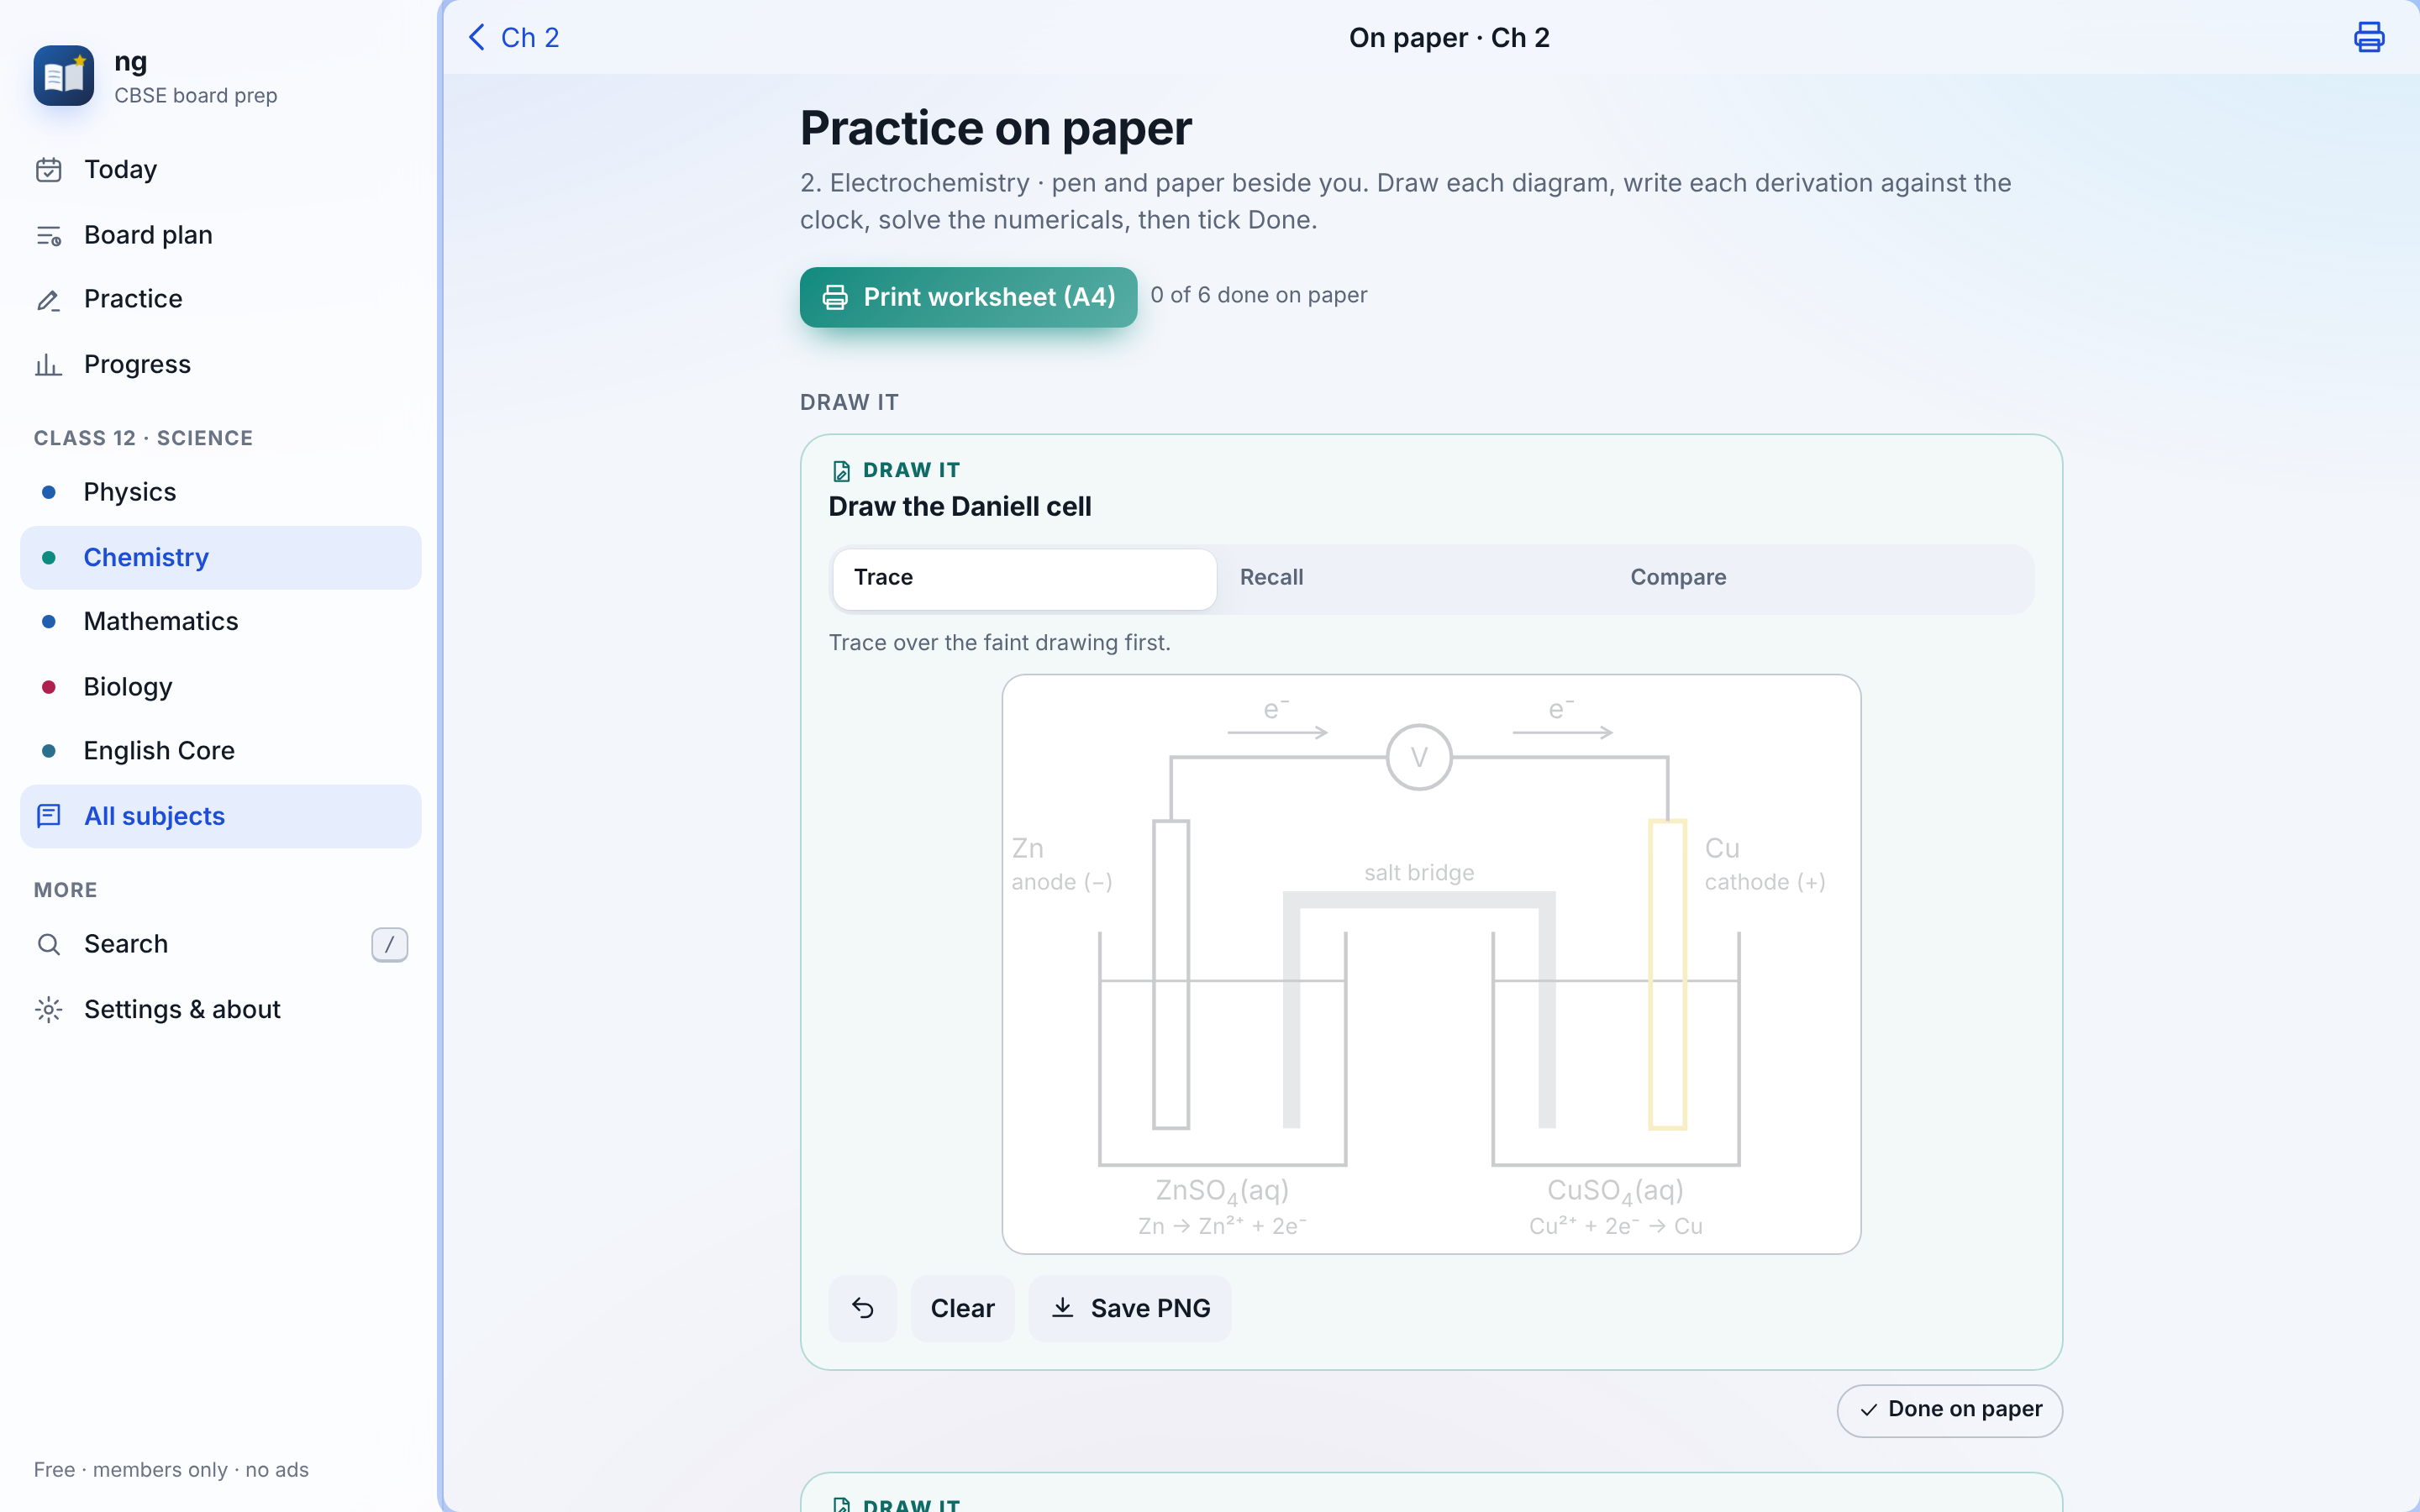 ng
CBSE board prep
Today
Board plan
Practice
Progress
CLASS 12 · SCIENCE
Physics
Chemistry
Mathematics
Biology
English Core
All subjects
MORE
Search
/
Settings & about
Free · members only · no ads
Ch 2
On paper · Ch 2
Practice on paper
2. Electrochemistry · pen and paper beside you. Draw each diagram, write each derivation against the
clock, solve the numericals, then tick Done.
Print worksheet (A4)
0 of 6 done on paper
DRAW IT
DRAW IT
Draw the Daniell cell
Trace
Recall
Compare
Trace over the faint drawing first.
e⁻
e⁻
V
Zn
anode (−)
salt bridge
Cu
cathode (+)
ZnSO₄(aq)
Zn → Zn²⁺ + 2e⁻
CuSO₄(aq)
Cu²⁺ + 2e⁻ → Cu
Clear
Save PNG
Done on paper
DRAW IT